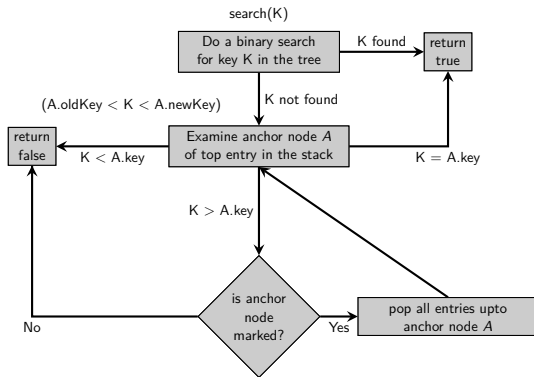 search(K)
Do a binary search
for key K in the tree
K found
return
true
K not found
(A.oldKey < K < A.newKey)
return
false
K < A.key
Examine anchor node A
of top entry in the stack
K = A.key
K > A.key
is anchor
node
marked?
No
Yes
pop all entries upto
anchor node A